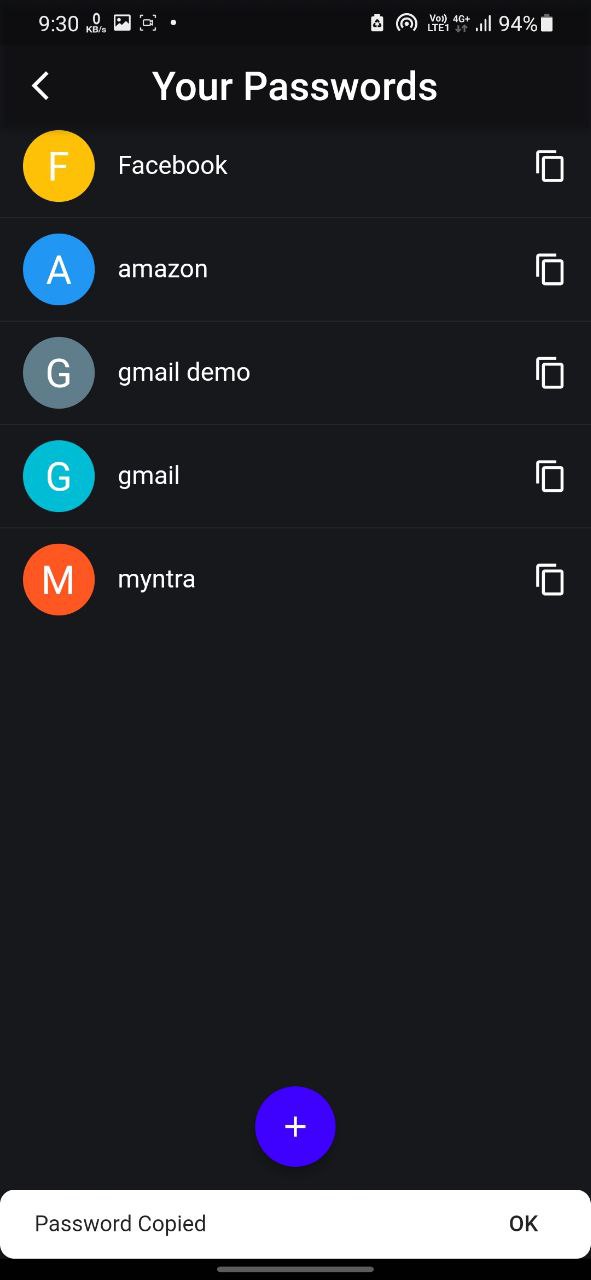 9:30 0 KB/s Vo)) LTE1 4G+ 94%
Your Passwords
F Facebook
A amazon
G gmail demo
G gmail
M myntra
+
Password Copied OK